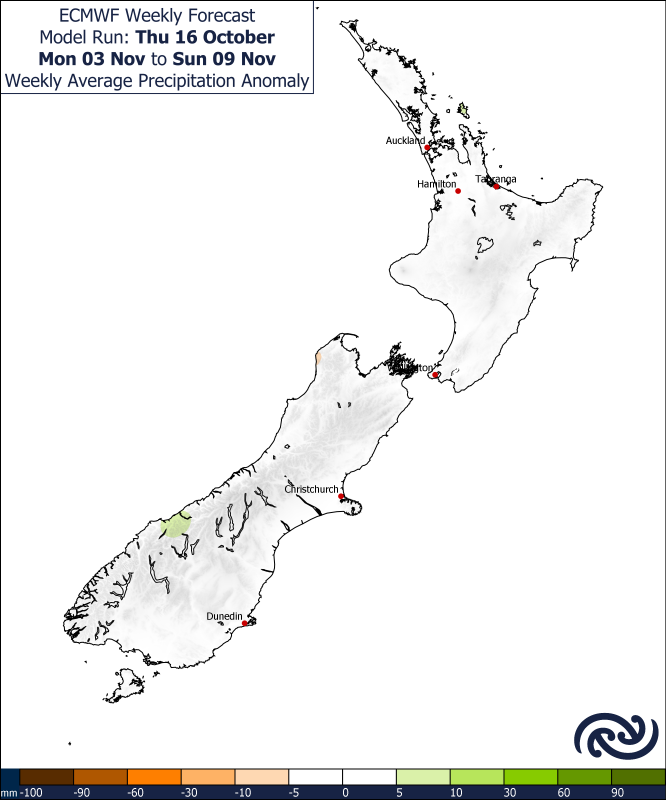 ECMWF Weekly Forecast
Model Run: Thu 16 October
Mon 03 Nov to Sun 09 Nov
Weekly Average Precipitation Anomaly
Auckland
Tauranga
Hamilton
Wellington
Christchurch
Dunedin
mm -100 -90 -60 -30 -10 -5 0 5 10 30 60 90